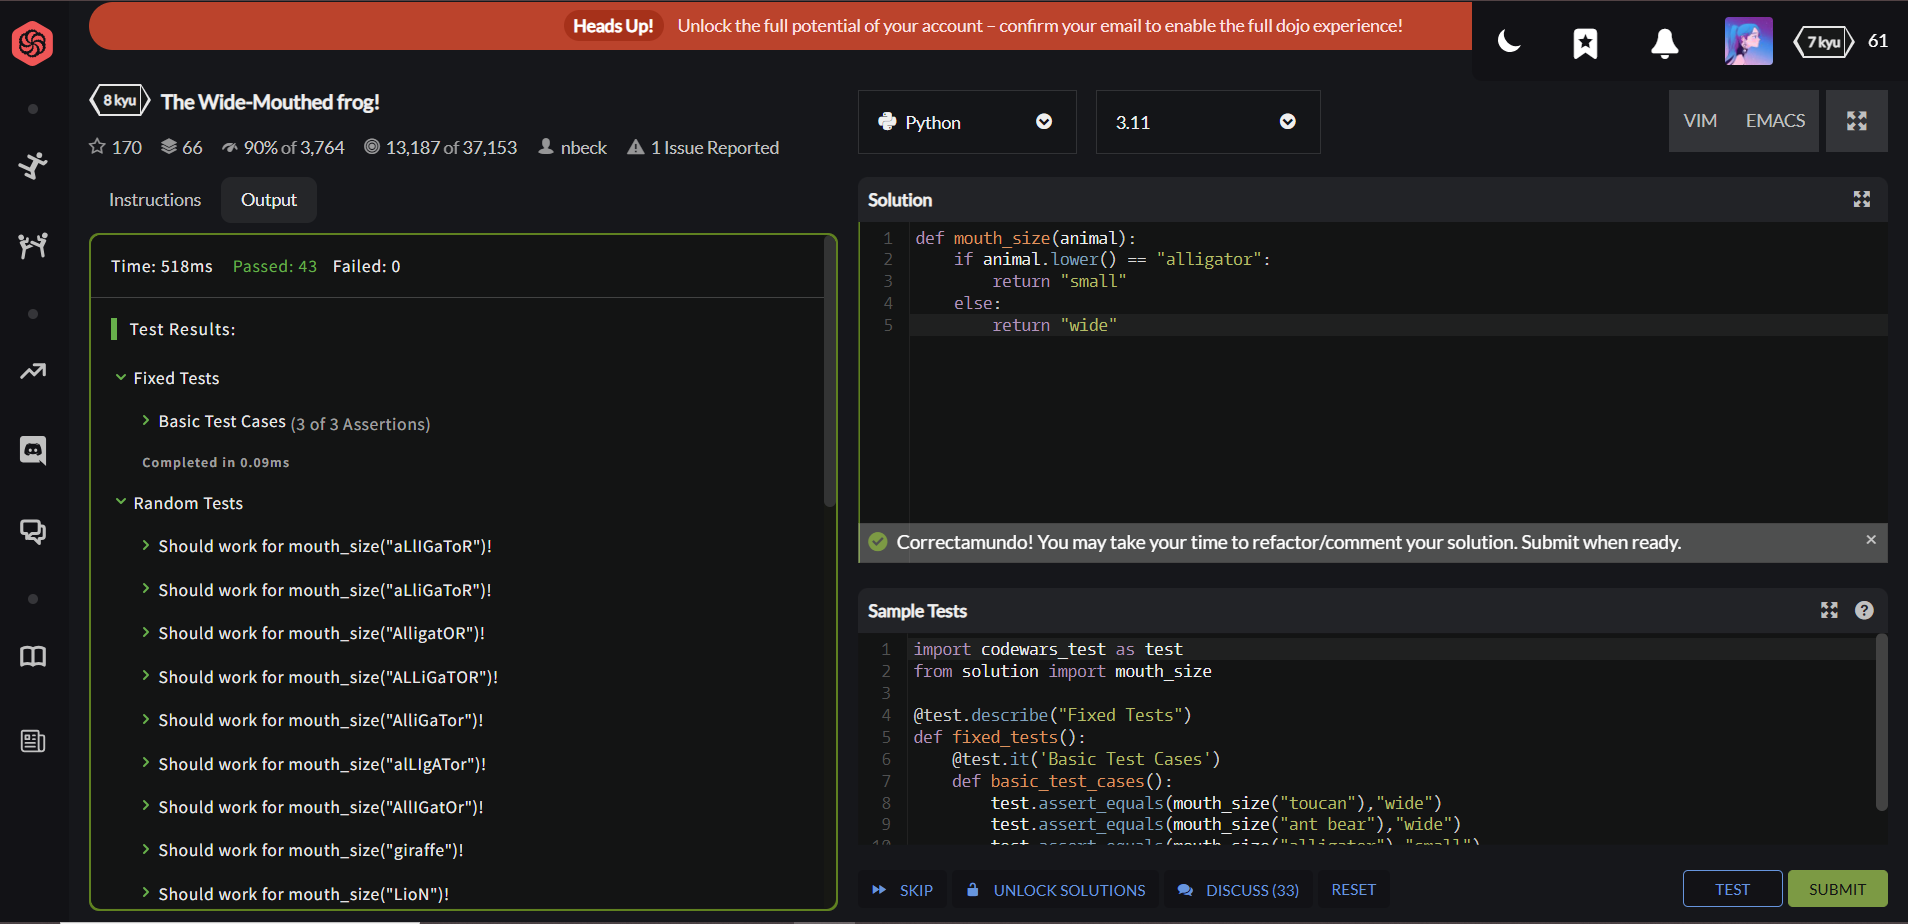 Heads Up! Unlock the full potential of your account – confirm your email to enable the full dojo experience!
7 kyu 61
8 kyu The Wide-Mouthed frog!
170 66 90% of 3,764 13,187 of 37,153 nbeck 1 Issue Reported
Instructions Output
Time: 518ms Passed: 43 Failed: 0
Test Results:
Fixed Tests
Basic Test Cases (3 of 3 Assertions)
Completed in 0.09ms
Random Tests
Should work for mouth_size("aLlIGaToR")!
Should work for mouth_size("aLliGaToR")!
Should work for mouth_size("AlligatOR")!
Should work for mouth_size("ALLiGaTOR")!
Should work for mouth_size("AlliGaTor")!
Should work for mouth_size("alLIgATor")!
Should work for mouth_size("AllIGatOr")!
Should work for mouth_size("giraffe")!
Should work for mouth_size("LioN")!
Python 3.11 VIM EMACS
Solution
1 def mouth_size(animal):
2 if animal.lower() == "alligator":
3 return "small"
4 else:
5 return "wide"
Correctamundo! You may take your time to refactor/comment your solution. Submit when ready. ×
Sample Tests
1 import codewars_test as test
2 from solution import mouth_size
3
4 @test.describe("Fixed Tests")
5 def fixed_tests():
6 @test.it('Basic Test Cases')
7 def basic_test_cases():
8 test.assert_equals(mouth_size("toucan"),"wide")
9 test.assert_equals(mouth_size("ant bear"),"wide")
10 test.assert_equals(mouth_size("alligator"),"small")
SKIP UNLOCK SOLUTIONS DISCUSS (33) RESET TEST SUBMIT